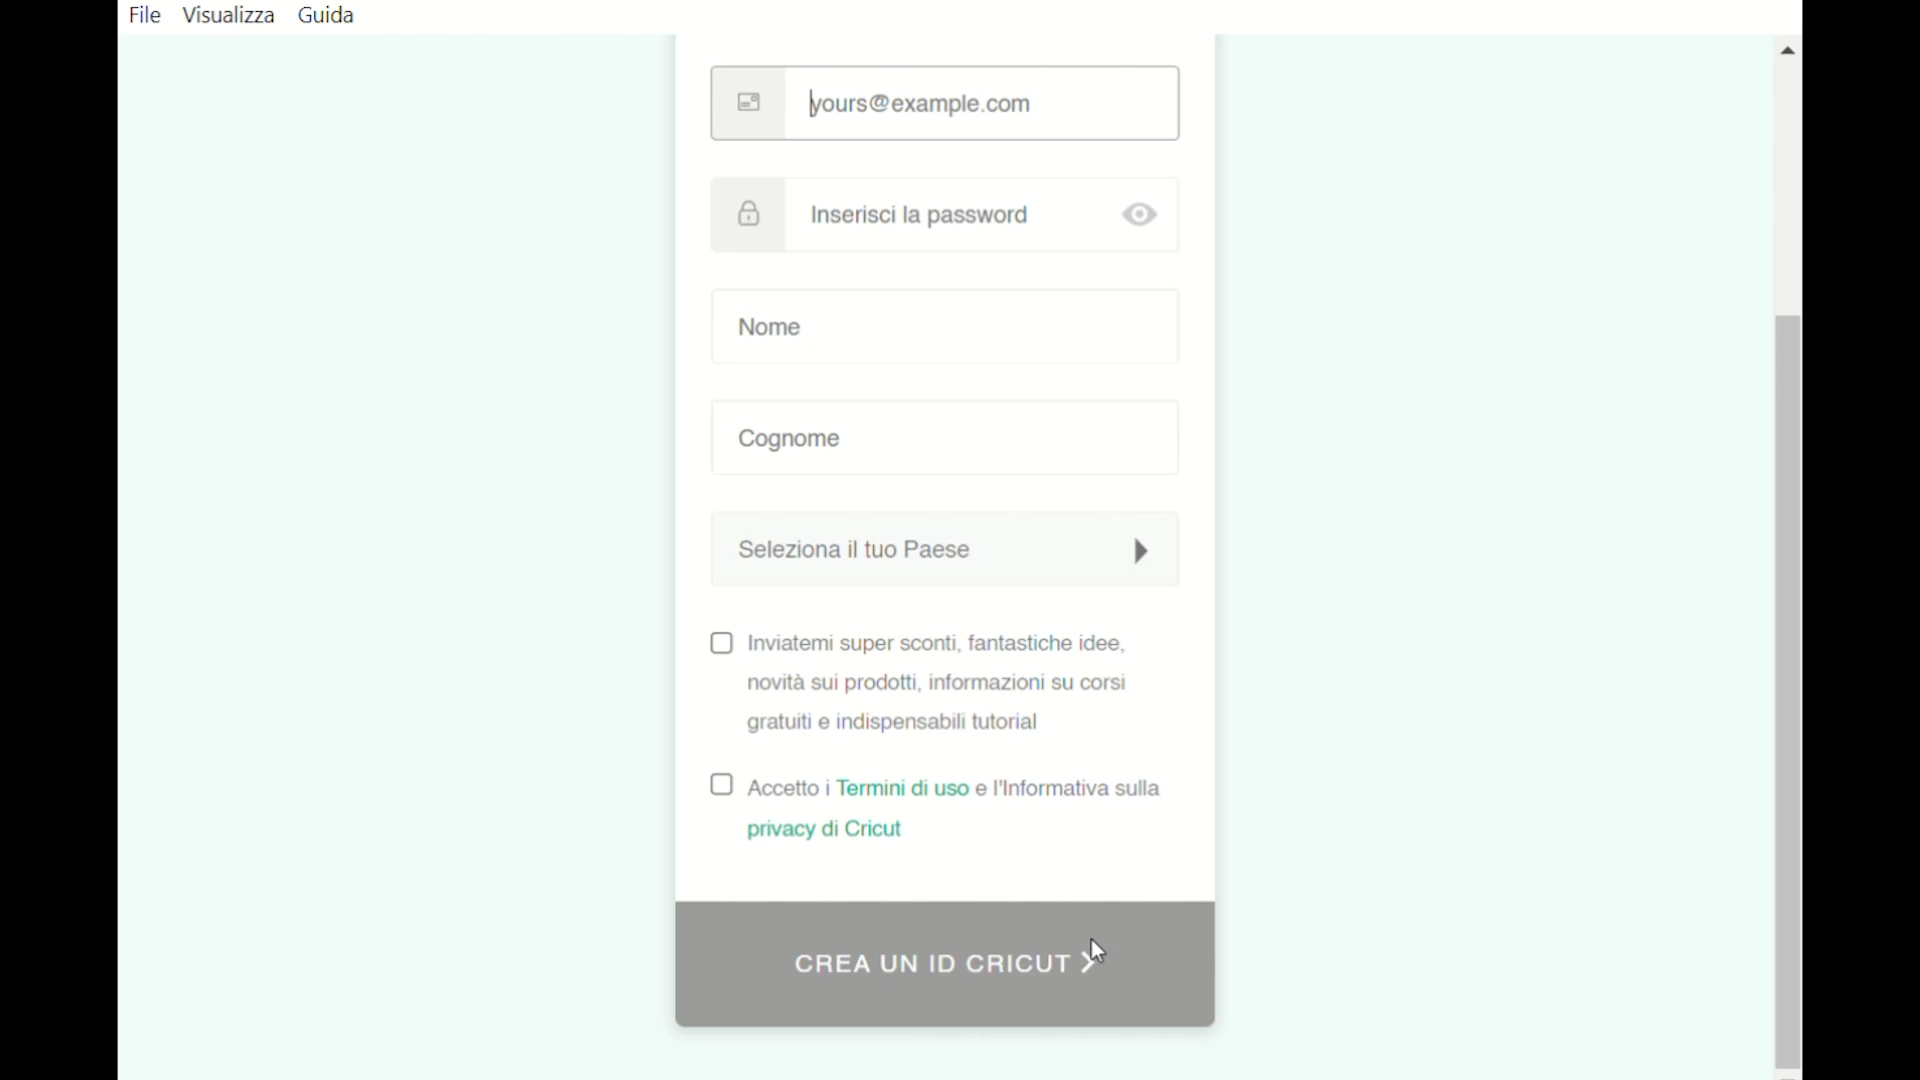 File Visualizza Guida
yours@example.com
Inserisci la password
Nome
Cognome
Seleziona il tuo Paese
Inviatemi super sconti, fantastiche idee,
novità sui prodotti, informazioni su corsi
gratuiti e indispensabili tutorial
Accetto i Termini di uso e l'Informativa sulla
privacy di Cricut
CREA UN ID CRICUT